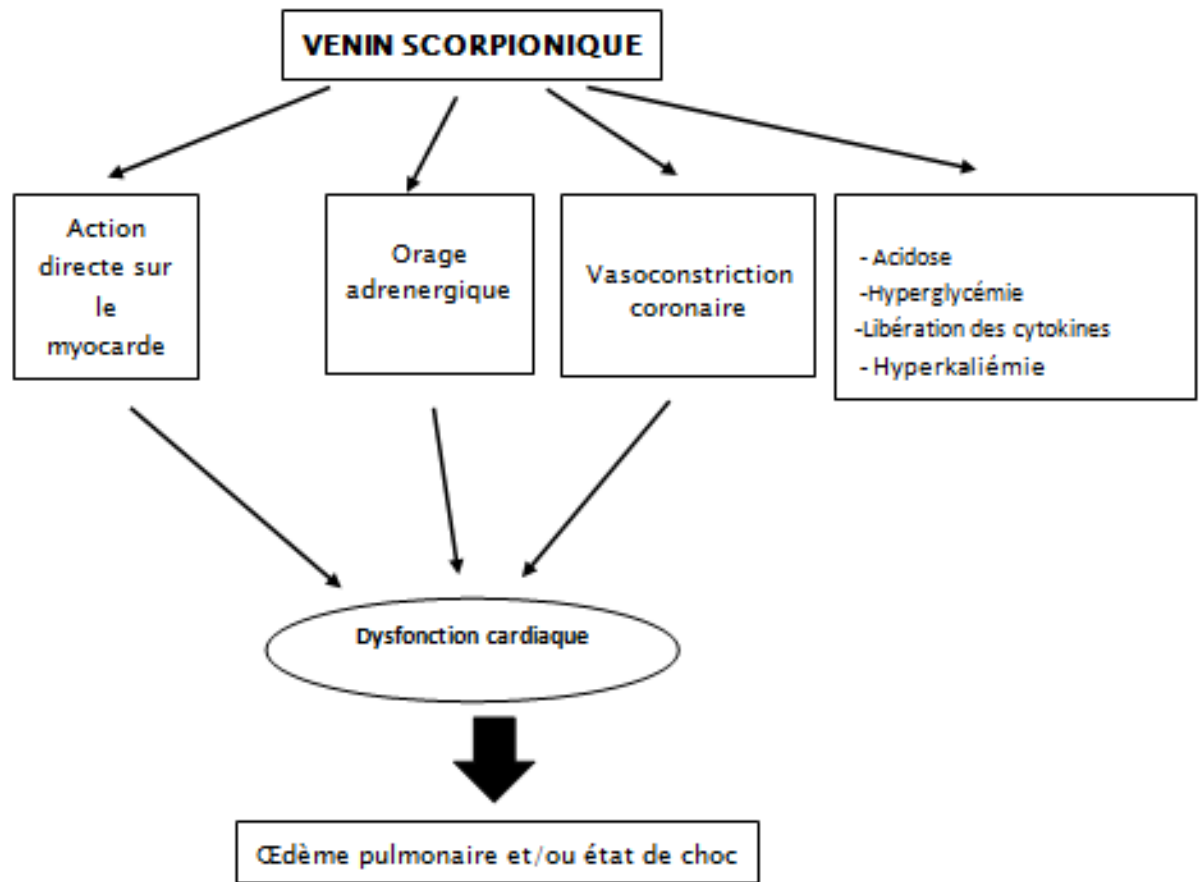 VENIN SCORPIONIQUE
Action
directe sur
le
myocarde
Orage
adrenergique
Vasoconstriction
coronaire
- Acidose
-Hyperglycémie
-Libération des cytokines
- Hyperkaliémie
Dysfonction cardiaque
Œdème pulmonaire et/ou état de choc